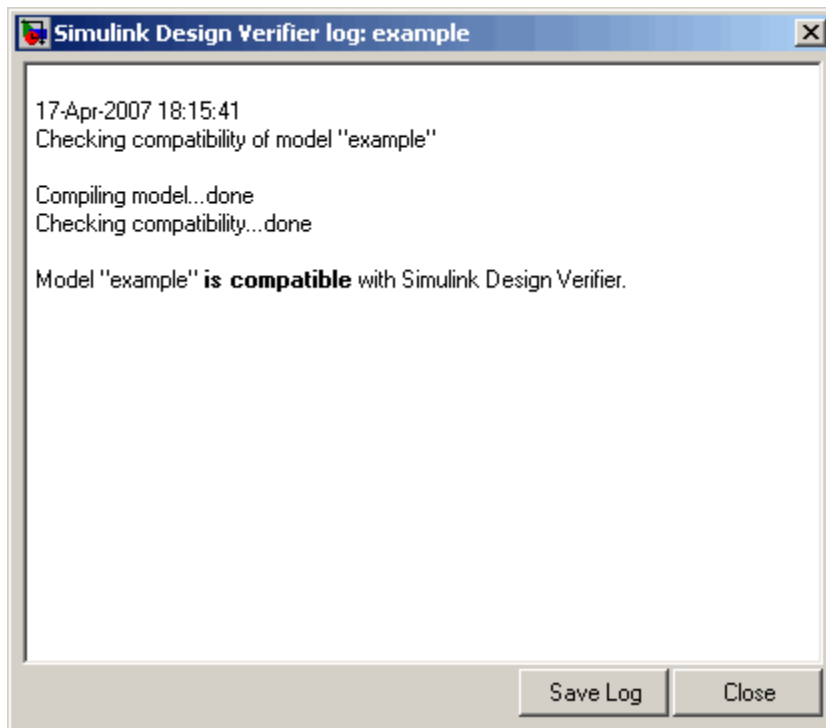 Simulink Design Verifier log: example
17-Apr-2007 18:15:41
Checking compatibility of model "example"
Compiling model...done
Checking compatibility...done
Model "example" is compatible with Simulink Design Verifier.
Save Log
Close